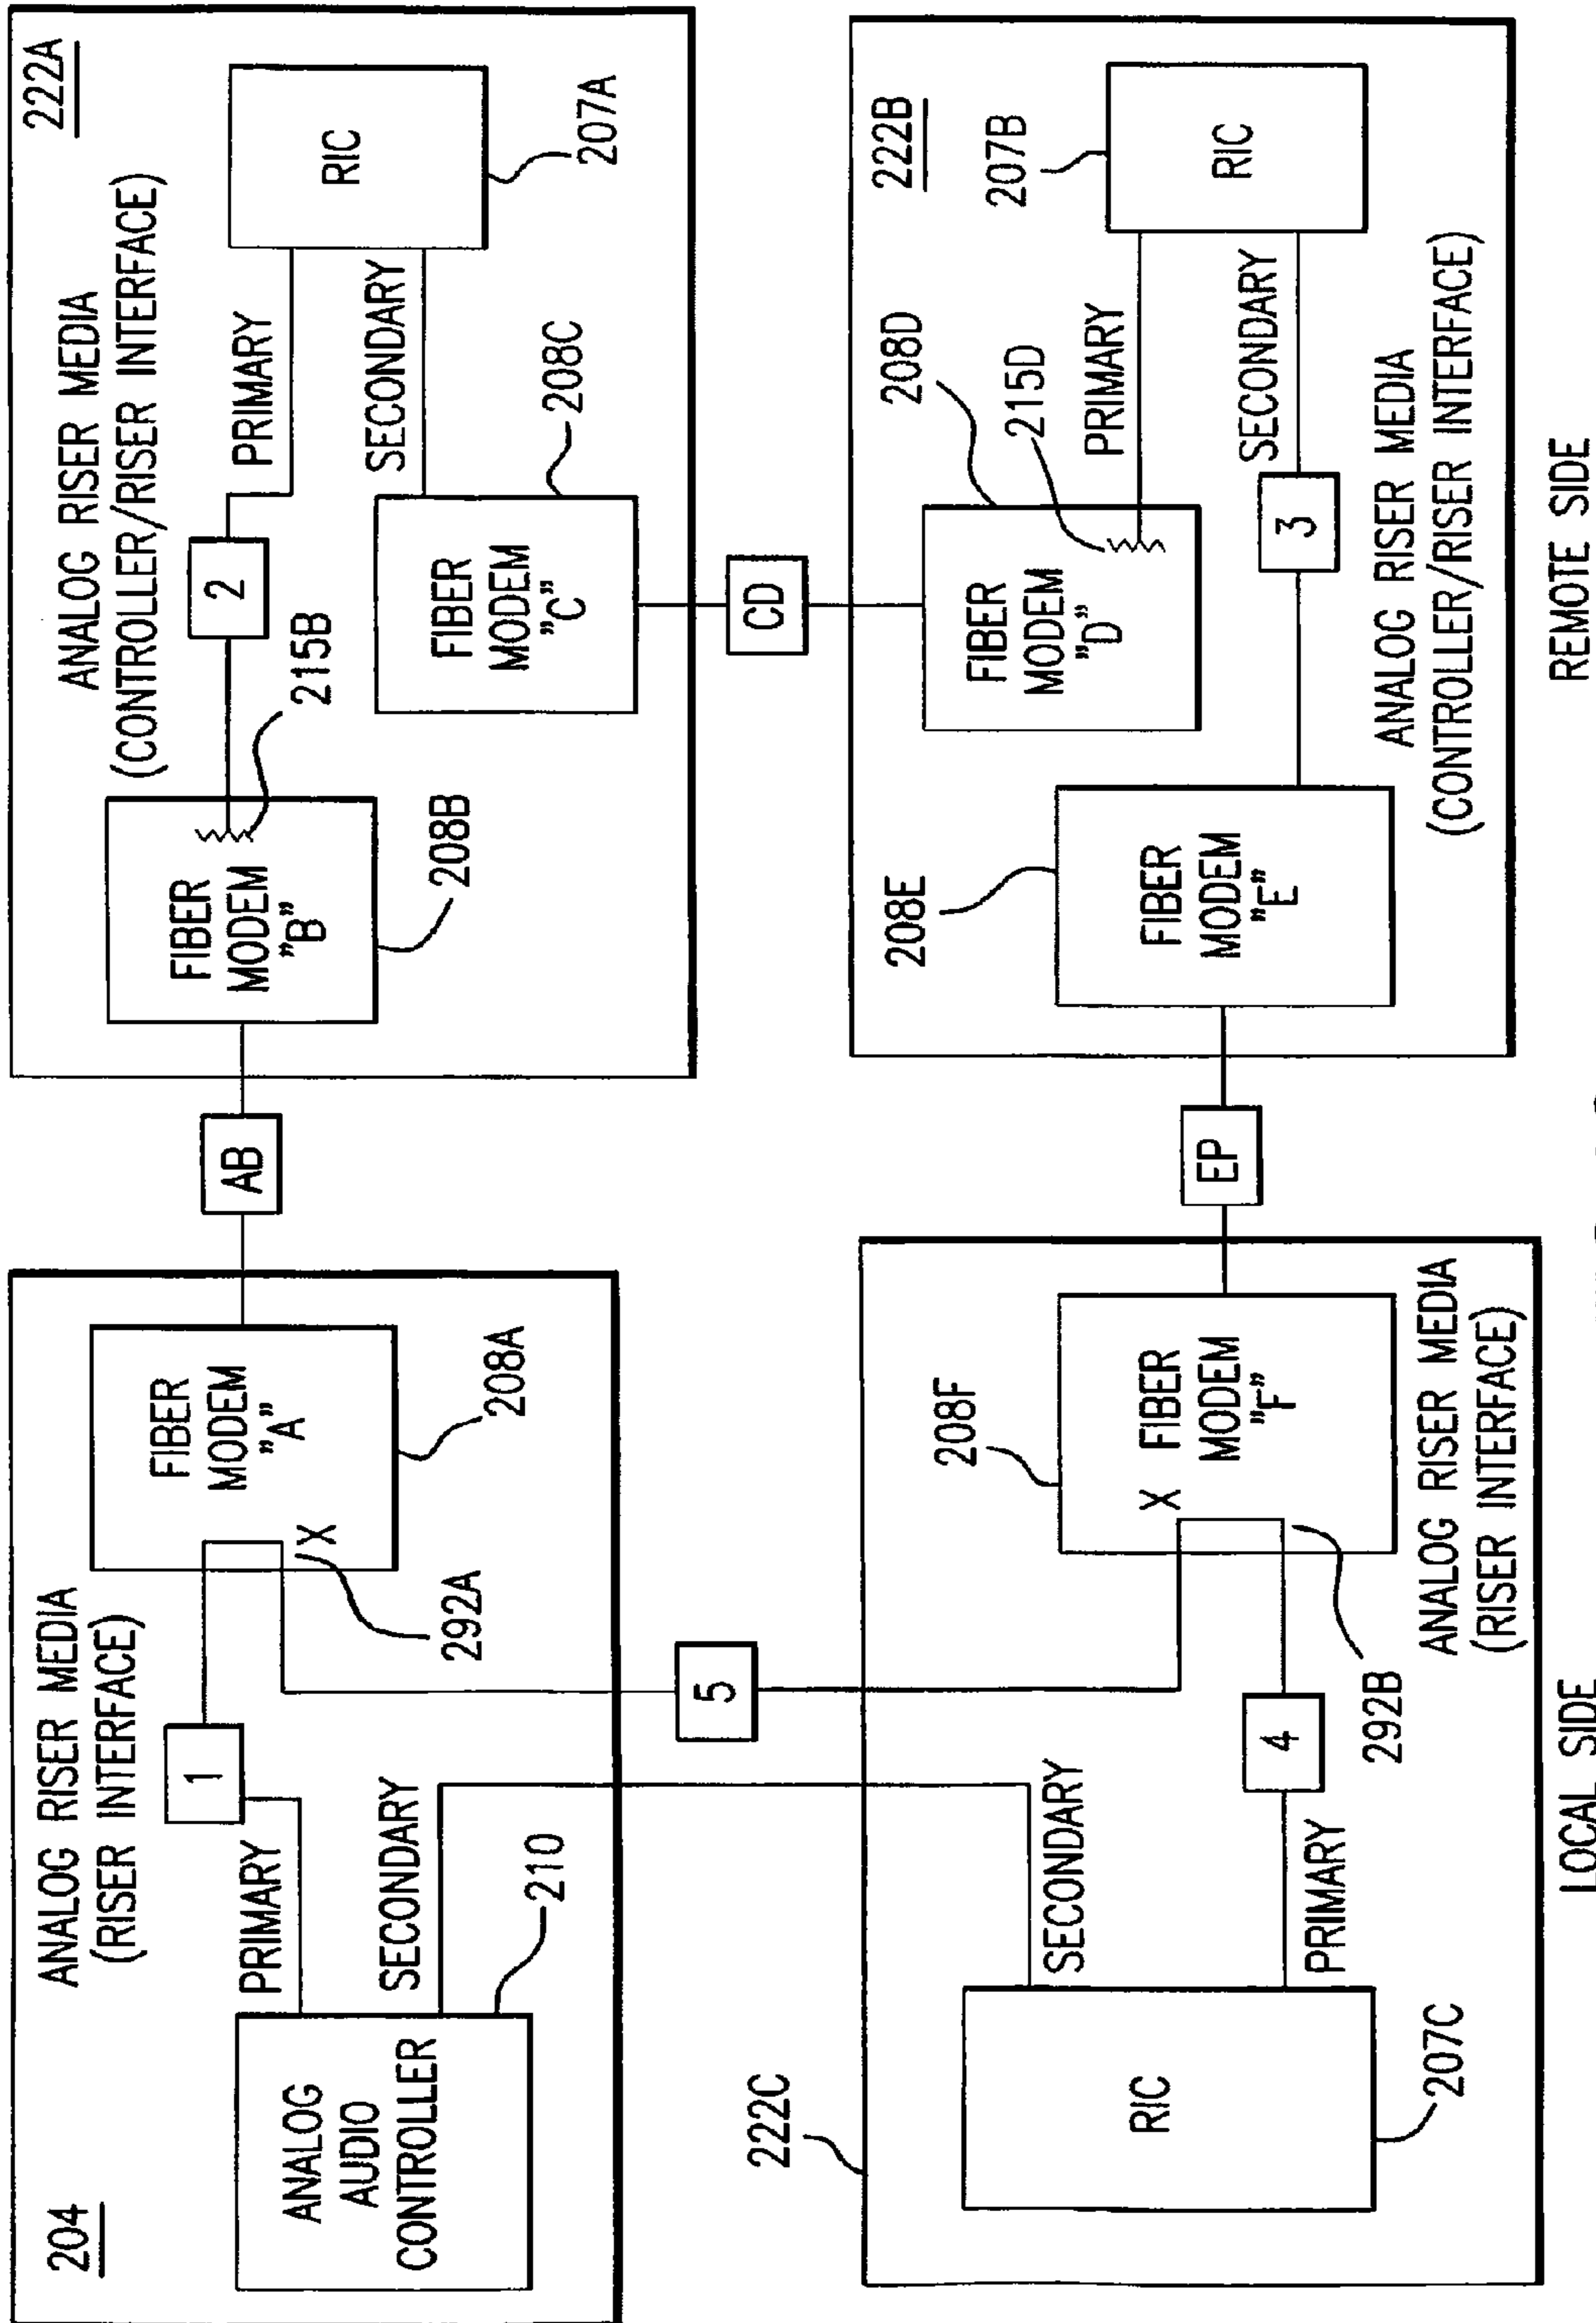 204
ANALOG RISER MEDIA
(RISER INTERFACE)
ANALOG
AUDIO
CONTROLLER
210
PRIMARY
SECONDARY
1
FIBER
MODEM
"A"
X
292A
208A
AB
222A
ANALOG RISER MEDIA
(CONTROLLER/RISER INTERFACE)
FIBER
MODEM
"B"
208B
215B
2
PRIMARY
SECONDARY
RIC
207A
FIBER
MODEM
"C"
208C
5
CD
222C
RIC
207C
SECONDARY
PRIMARY
4
292B
X
FIBER
MODEM
"F"
208F
ANALOG RISER MEDIA
(RISER INTERFACE)
EP
222B
208E
FIBER
MODEM
"E"
FIBER
MODEM
"D"
208D
215D
PRIMARY
SECONDARY
3
RIC
207B
ANALOG RISER MEDIA
(CONTROLLER/RISER INTERFACE)
LOCAL SIDE
REMOTE SIDE